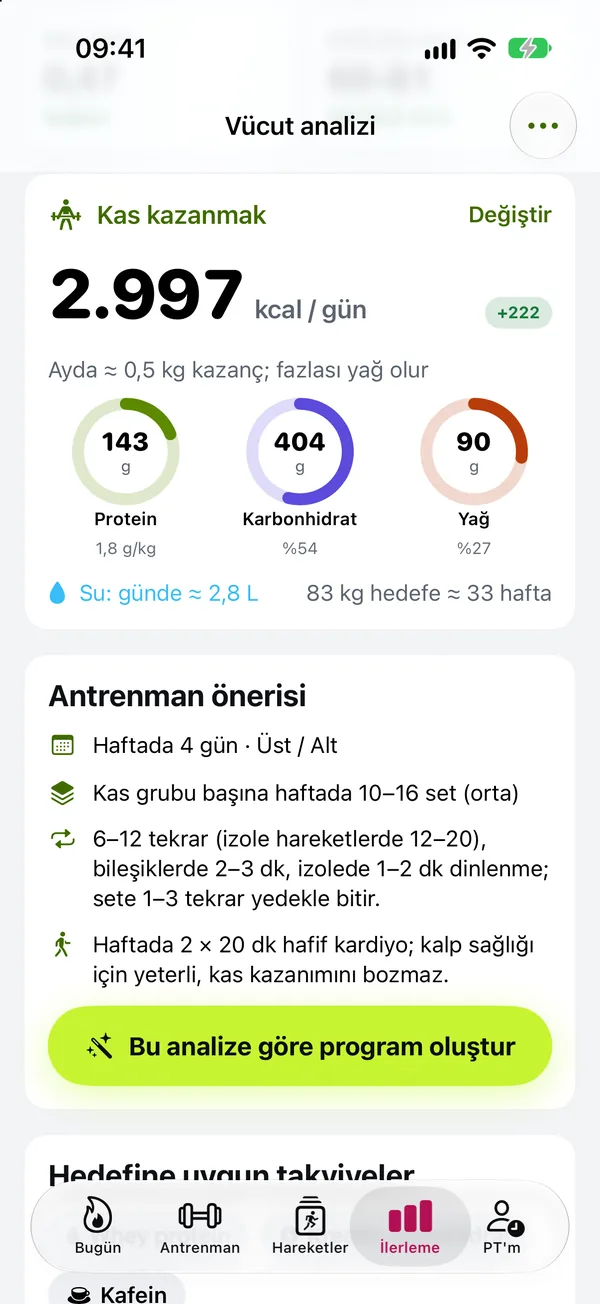 09:41
Vücut analizi
Kas kazanmak
Değiştir
2.997 kcal / gün
+222
Ayda ≈ 0,5 kg kazanç; fazlası yağ olur
143 g
404 g
90 g
Protein
Karbonhidrat
Yağ
1,8 g/kg
%54
%27
Su: günde ≈ 2,8 L
83 kg hedefe ≈ 33 hafta
Antrenman önerisi
Haftada 4 gün · Üst / Alt
Kas grubu başına haftada 10–16 set (orta)
6–12 tekrar (izole hareketlerde 12–20),
bileşiklerde 2–3 dk, izolede 1–2 dk dinlenme;
sete 1–3 tekrar yedekle bitir.
Haftada 2 × 20 dk hafif kardiyo; kalp sağlığı
için yeterli, kas kazanımını bozmaz.
Bu analize göre program oluştur
Hedefine uygun takviyeler
Bugün
Antrenman
Hareketler
İlerleme
PT'm
Kafein